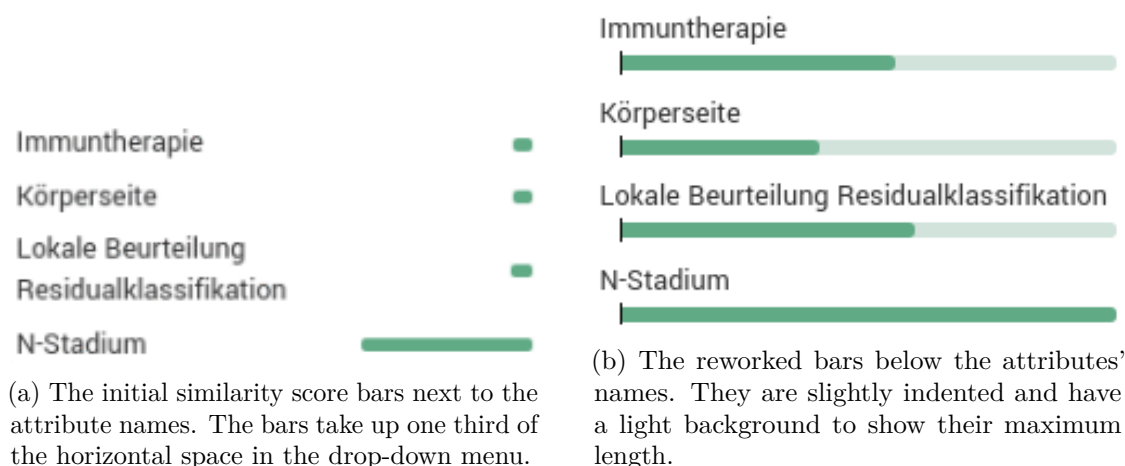 Immuntherapie
Körperseite
Lokale Beurteilung
Residualklassifikation
N-Stadium
(a) The initial similarity score bars next to the
attribute names. The bars take up one third of
the horizontal space in the drop-down menu.
Immuntherapie
Körperseite
Lokale Beurteilung Residualklassifikation
N-Stadium
(b) The reworked bars below the attributes'
names. They are slightly indented and have
a light background to show their maximum
length.